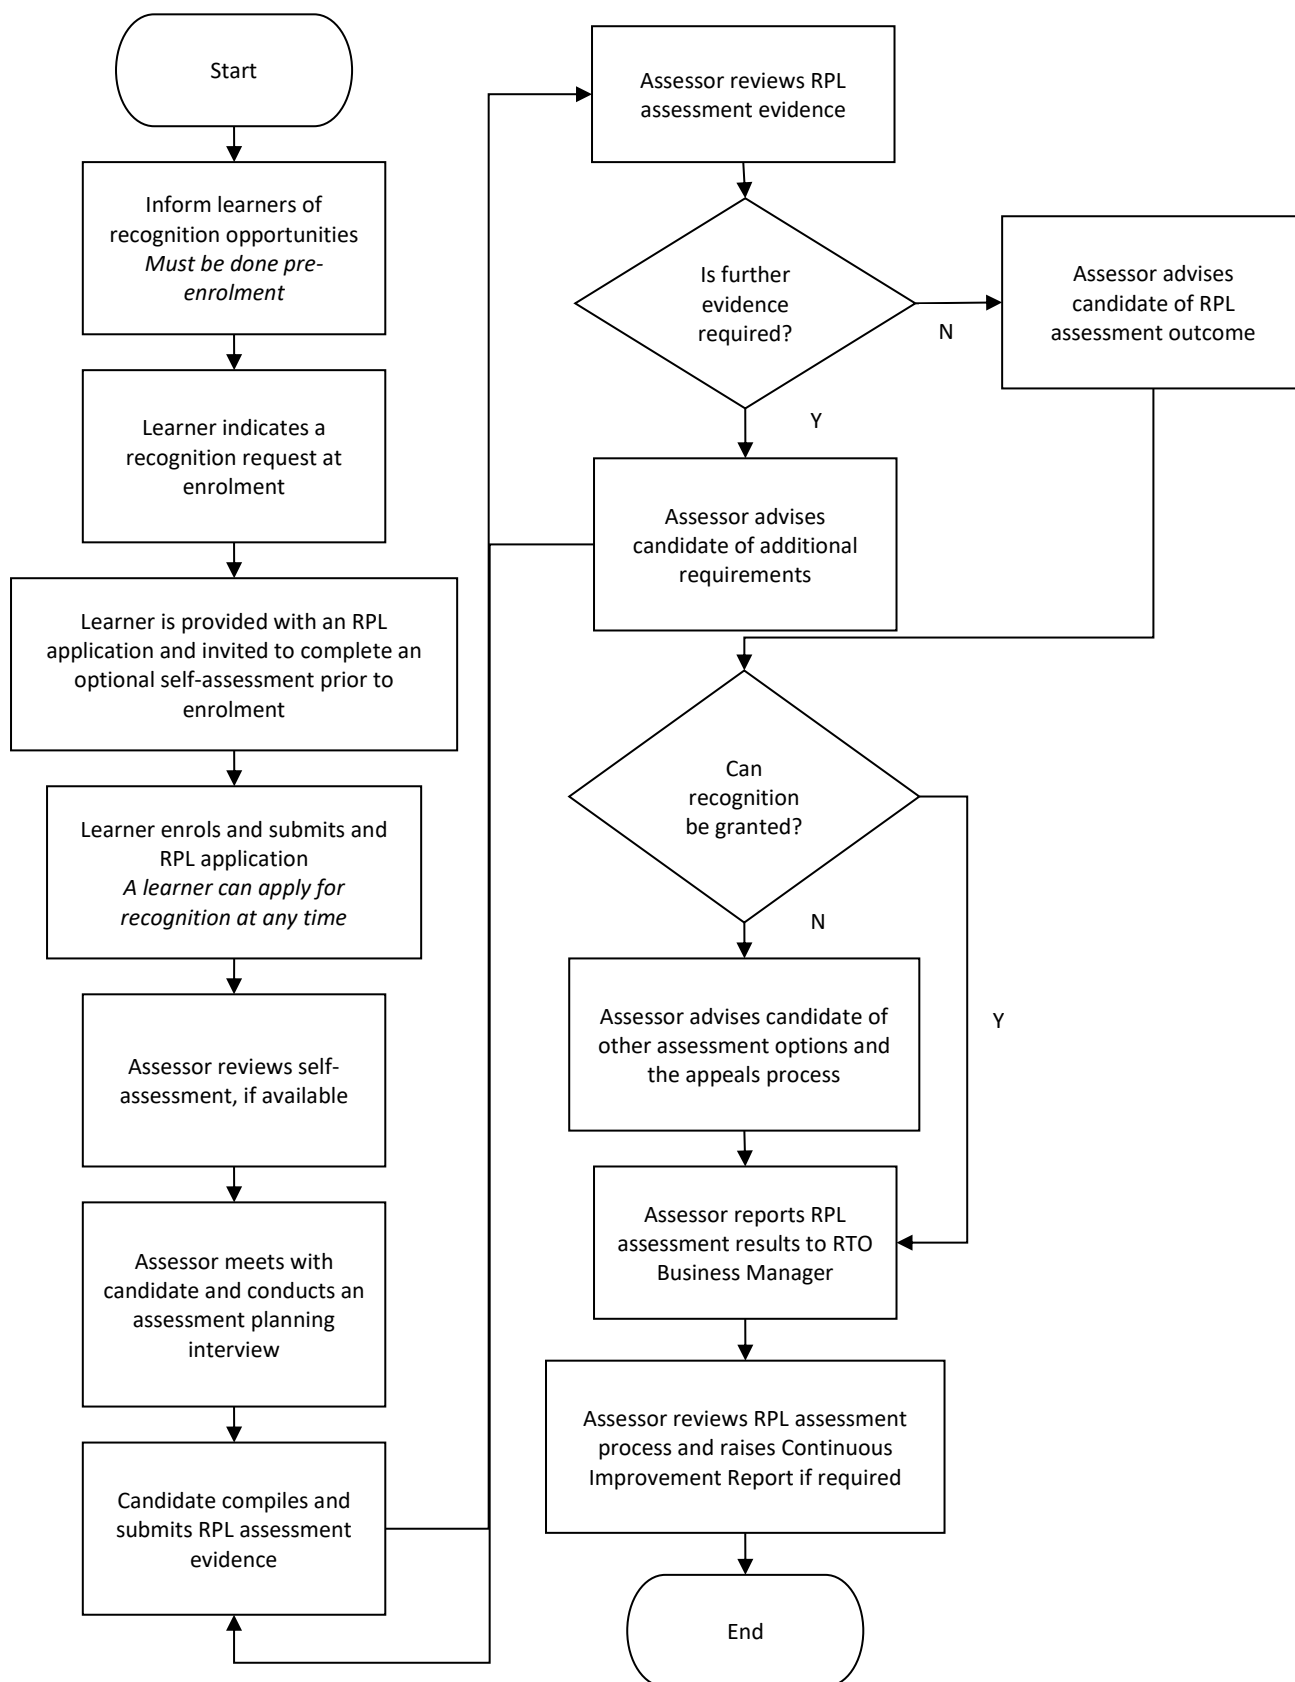 Start
Inform learners of
recognition opportunities
Must be done pre-
enrolment
Learner indicates a
recognition request at
enrolment
Learner is provided with an RPL
application and invited to complete an
optional self-assessment prior to
enrolment
Learner enrols and submits and
RPL application
A learner can apply for
recognition at any time
Assessor reviews self-
assessment, if available
Assessor meets with
candidate and conducts an
assessment planning
interview
Candidate compiles and
submits RPL assessment
evidence
Assessor reviews RPL
assessment evidence
Is further
evidence
required?
N
Assessor advises
candidate of RPL
assessment outcome
Y
Assessor advises
candidate of additional
requirements
Can
recognition
be granted?
N
Y
Assessor advises candidate of
other assessment options and
the appeals process
Assessor reports RPL
assessment results to RTO
Business Manager
Assessor reviews RPL assessment
process and raises Continuous
Improvement Report if required
End